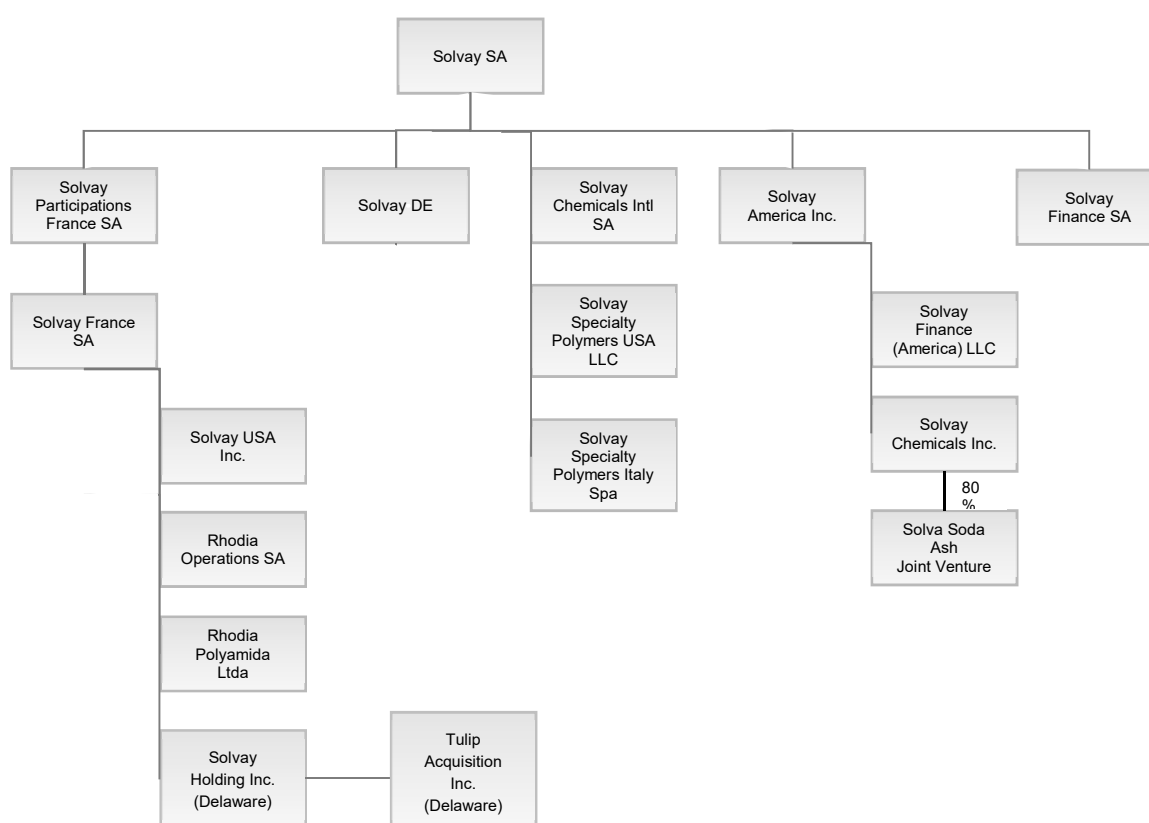 Solvay SA
Solvay
Participations
France SA
Solvay DE
Solvay
Chemicals Intl
SA
Solvay
America Inc.
Solvay
Finance SA
Solvay France
SA
Solvay
Specialty
Polymers USA
LLC
Solvay
Finance
(America) LLC
Solvay USA
Inc.
Solvay
Specialty
Polymers Italy
Spa
Solvay
Chemicals Inc.
80
%
Rhodia
Operations SA
Solva Soda
Ash
Joint Venture
Rhodia
Polyamida
Ltda
Solvay
Holding Inc.
(Delaware)
Tulip
Acquisition
Inc.
(Delaware)